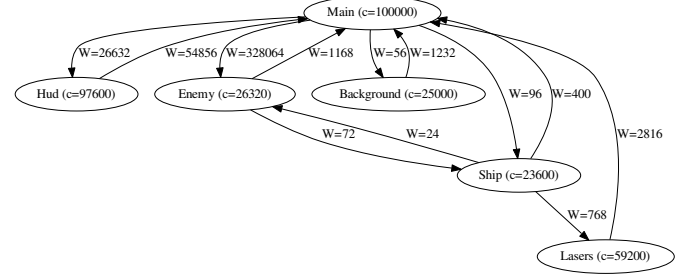 Main (c=100000)
W=26632
W=54856
W=328064
W=1168
W=56
W=1232
Hud (c=97600)
Enemy (c=26320)
Background (c=25000)
W=96
W=400
W=72
W=24
W=2816
Ship (c=23600)
W=768
Lasers (c=59200)